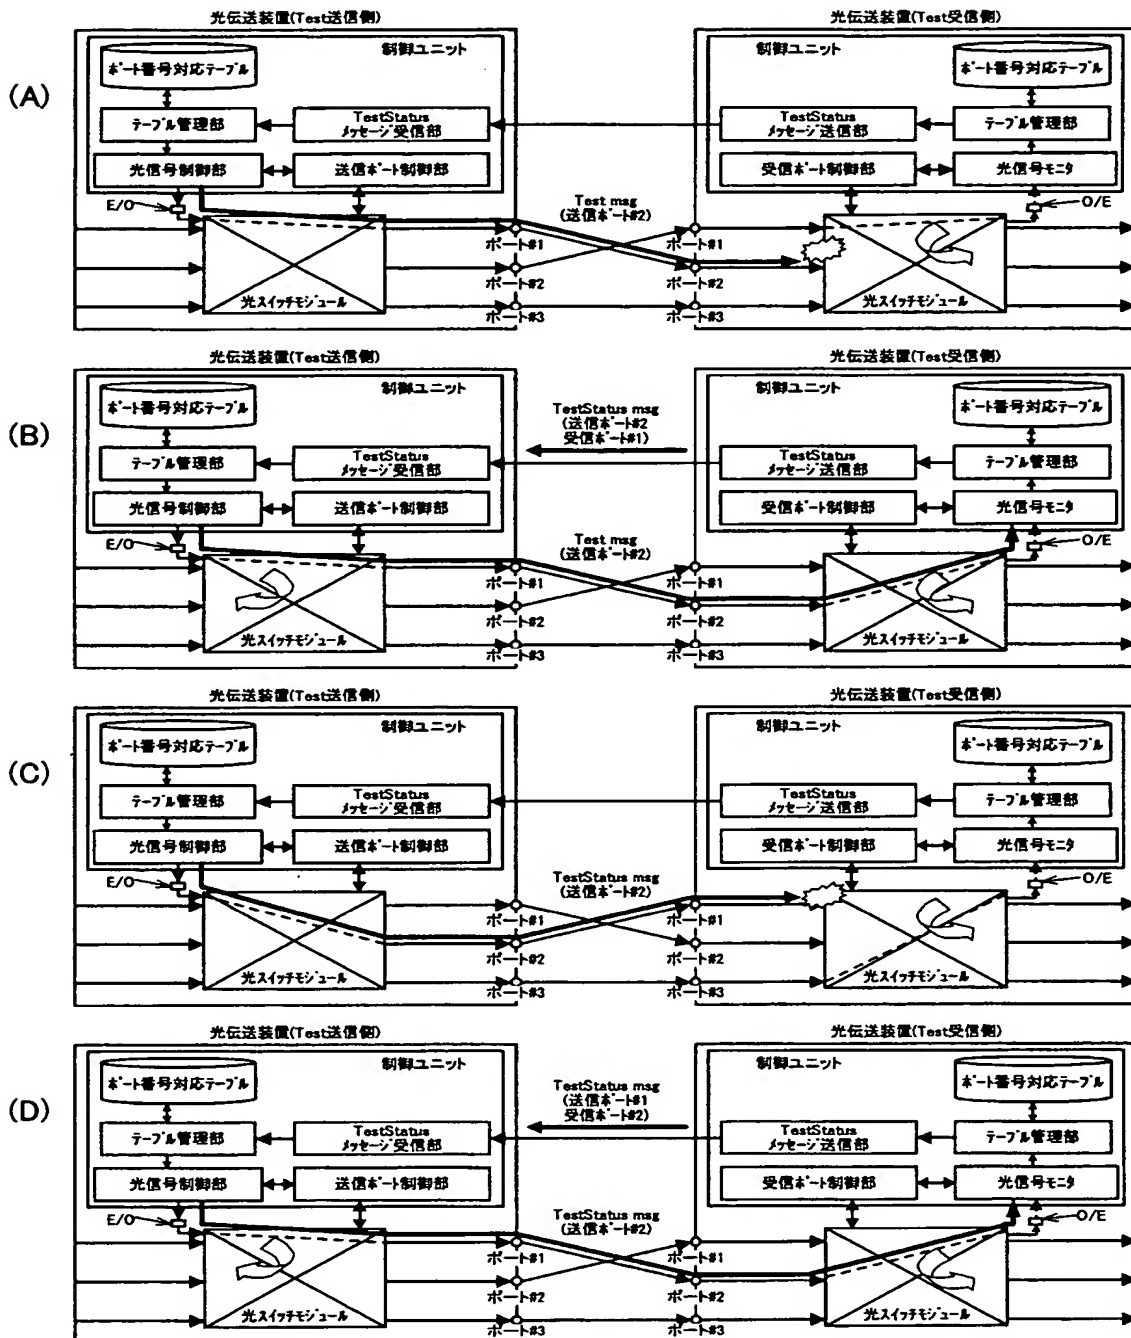 光伝送装置(Test送信側)
光伝送装置(Test受信側)
(A)
制御ユニット
ポート番号対応テーブル
テーブル管理部
TestStatus
メッセージ受信部
光信号制御部
送信ポート制御部
E/O
光スイッチモジュール
Test msg
(送信ポート#2)
ポート#1
ポート#2
ポート#3
ポート#1
ポート#2
ポート#3
制御ユニット
ポート番号対応テーブル
TestStatus
メッセージ送信部
テーブル管理部
受信ポート制御部
光信号モニタ
O/E
光スイッチモジュール
光伝送装置(Test送信側)
光伝送装置(Test受信側)
(B)
制御ユニット
ポート番号対応テーブル
テーブル管理部
TestStatus
メッセージ受信部
光信号制御部
送信ポート制御部
E/O
光スイッチモジュール
TestStatus msg
(送信ポート#2
受信ポート#1)
Test msg
(送信ポート#2)
ポート#1
ポート#2
ポート#3
ポート#1
ポート#2
ポート#3
制御ユニット
ポート番号対応テーブル
TestStatus
メッセージ送信部
テーブル管理部
受信ポート制御部
光信号モニタ
O/E
光スイッチモジュール
光伝送装置(Test送信側)
光伝送装置(Test受信側)
(C)
制御ユニット
ポート番号対応テーブル
テーブル管理部
TestStatus
メッセージ受信部
光信号制御部
送信ポート制御部
E/O
光スイッチモジュール
TestStatus msg
(送信ポート#2)
ポート#1
ポート#2
ポート#3
ポート#1
ポート#2
ポート#3
制御ユニット
ポート番号対応テーブル
TestStatus
メッセージ送信部
テーブル管理部
受信ポート制御部
光信号モニタ
O/E
光スイッチモジュール
光伝送装置(Test送信側)
光伝送装置(Test受信側)
(D)
制御ユニット
ポート番号対応テーブル
テーブル管理部
TestStatus
メッセージ受信部
光信号制御部
送信ポート制御部
E/O
光スイッチモジュール
TestStatus msg
(送信ポート#1
受信ポート#2)
TestStatus msg
(送信ポート#2)
ポート#1
ポート#2
ポート#3
ポート#1
ポート#2
ポート#3
制御ユニット
ポート番号対応テーブル
TestStatus
メッセージ送信部
テーブル管理部
受信ポート制御部
光信号モニタ
O/E
光スイッチモジュール